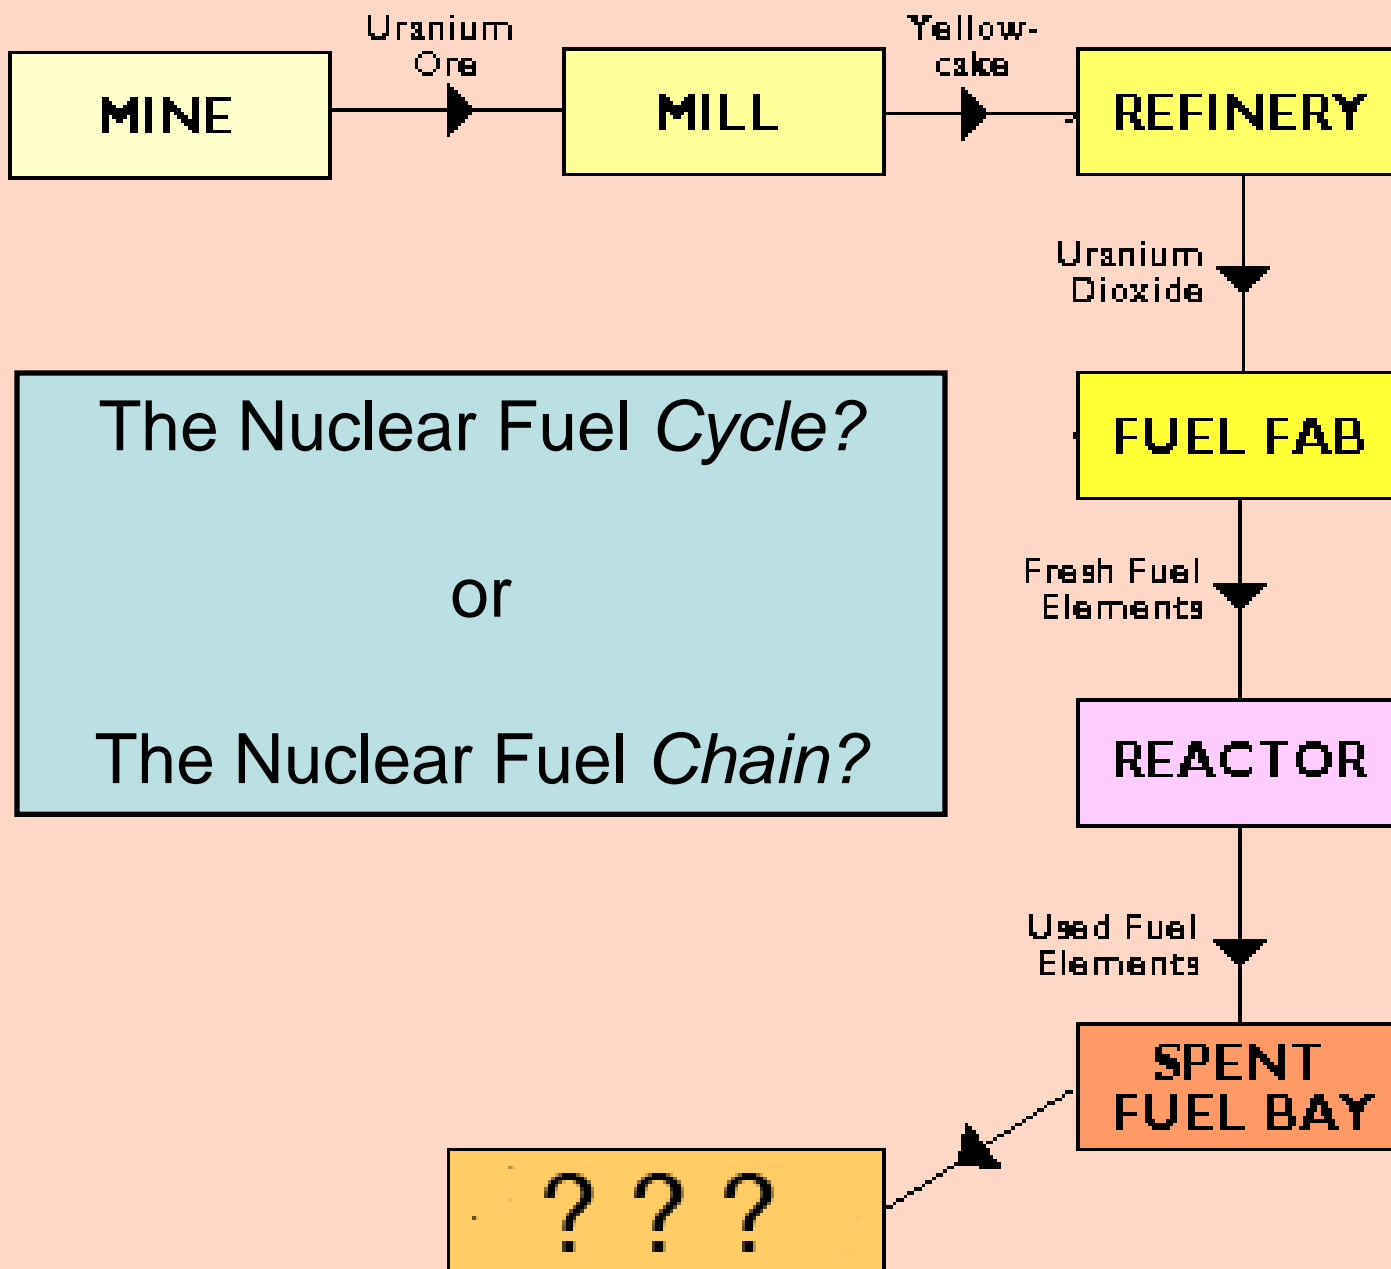 Uranium
Ore
Yellow-
cake
MINE
MILL
REFINERY
Uranium
Dioxide
The Nuclear Fuel Cycle?
or
The Nuclear Fuel Chain?
FUEL FAB
Fresh Fuel
Elements
REACTOR
Used Fuel
Elements
SPENT
FUEL BAY
? ? ?